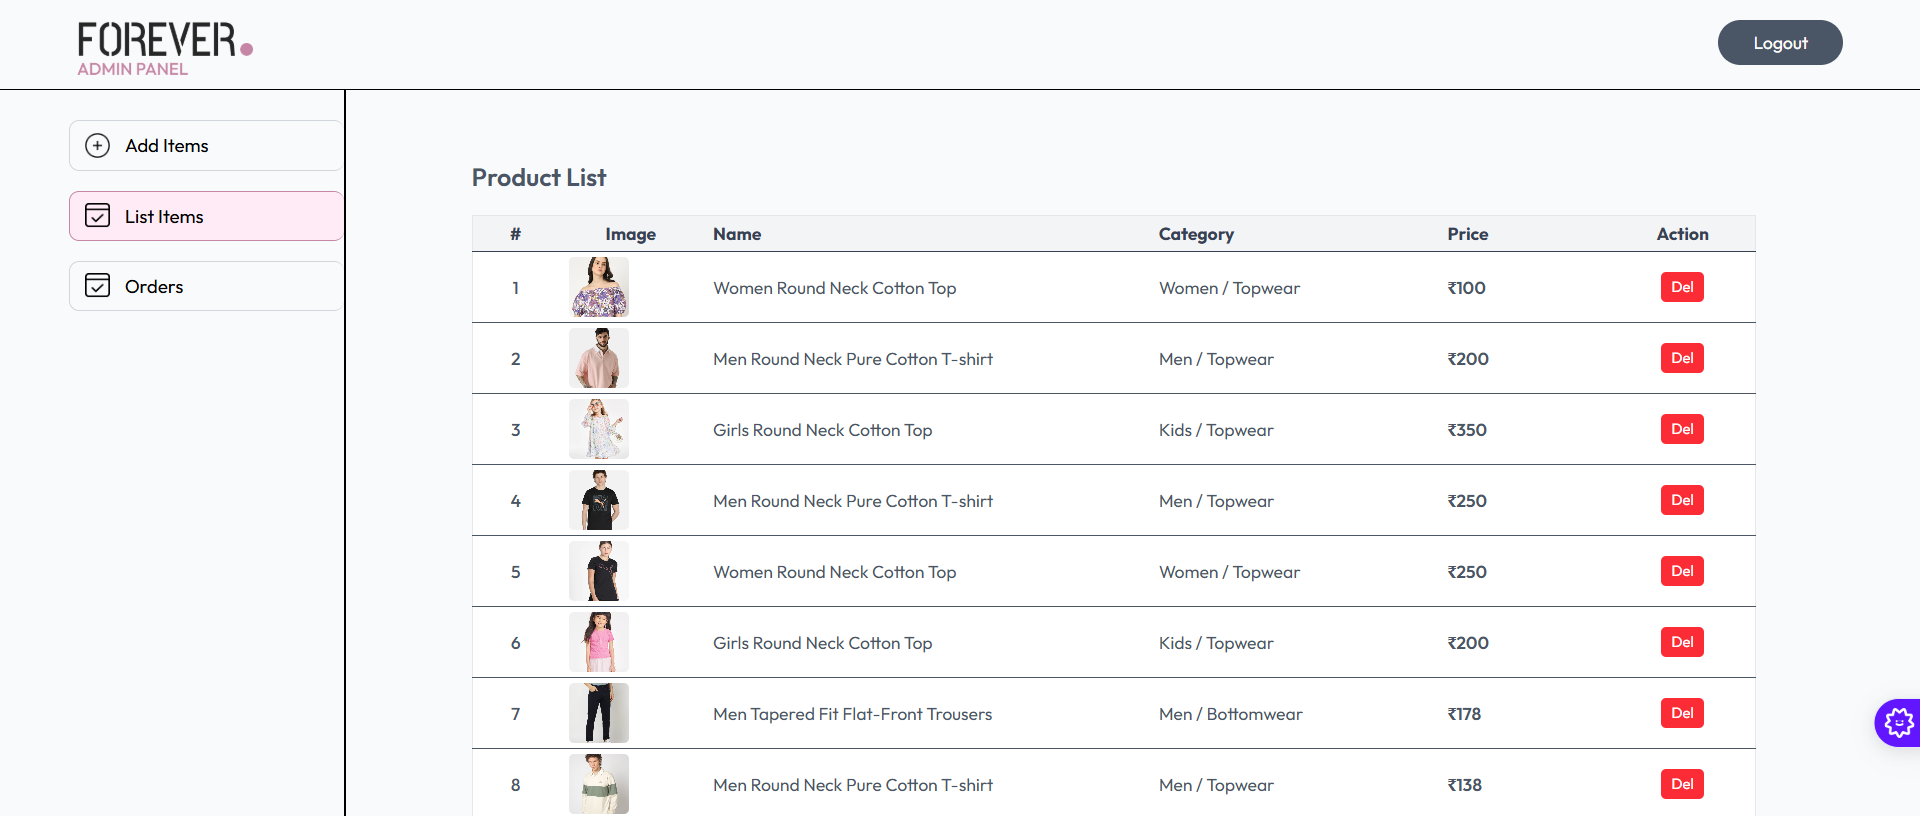 FOREVER.
ADMIN PANEL
Logout
Add Items
List Items
Orders
Product List
# Image Name Category Price Action
1 Women Round Neck Cotton Top Women / Topwear ₹100 Del
2 Men Round Neck Pure Cotton T-shirt Men / Topwear ₹200 Del
3 Girls Round Neck Cotton Top Kids / Topwear ₹350 Del
4 Men Round Neck Pure Cotton T-shirt Men / Topwear ₹250 Del
5 Women Round Neck Cotton Top Women / Topwear ₹250 Del
6 Girls Round Neck Cotton Top Kids / Topwear ₹200 Del
7 Men Tapered Fit Flat-Front Trousers Men / Bottomwear ₹178 Del
8 Men Round Neck Pure Cotton T-shirt Men / Topwear ₹138 Del